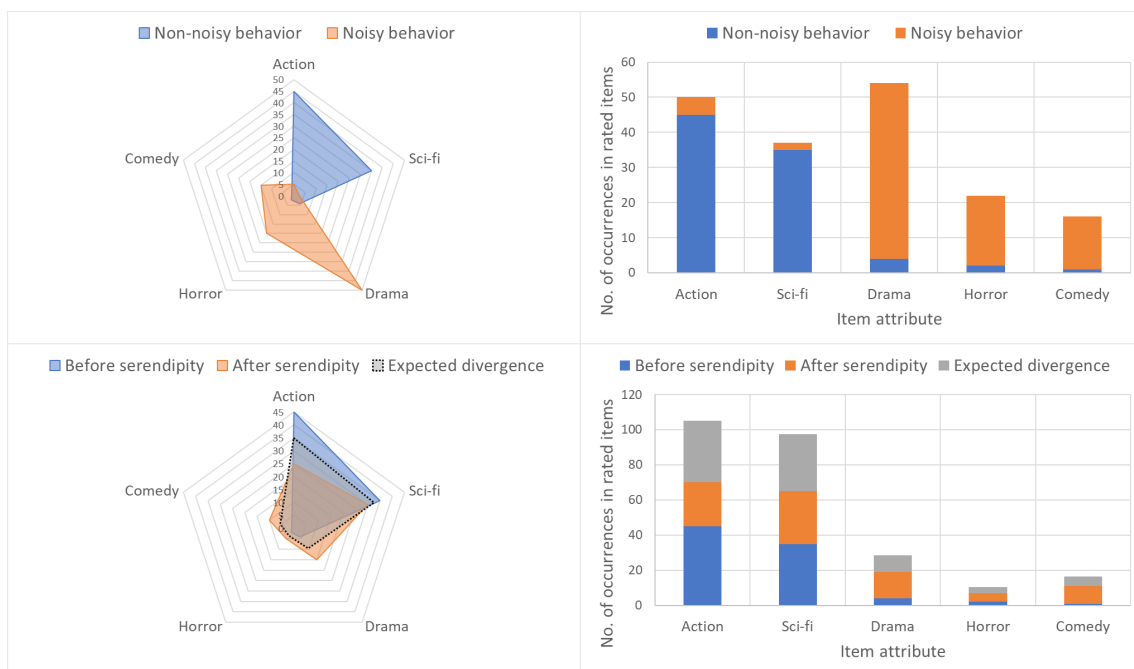 Non-noisy behavior Noisy behavior
Action
50
45
40
35
30
25
20
15
10
5
0
Comedy
Sci-fi
Horror
Drama
Non-noisy behavior Noisy behavior
No. of occurrences in rated items
60
50
40
30
20
10
0
Action Sci-fi Drama Horror Comedy
Item attribute
Before serendipity After serendipity Expected divergence
Action
45
40
35
30
25
20
15
10
Comedy
Sci-fi
Horror
Drama
Before serendipity After serendipity Expected divergence
No. of occurrences in rated items
120
100
80
60
40
20
0
Action Sci-fi Drama Horror Comedy
Item attribute